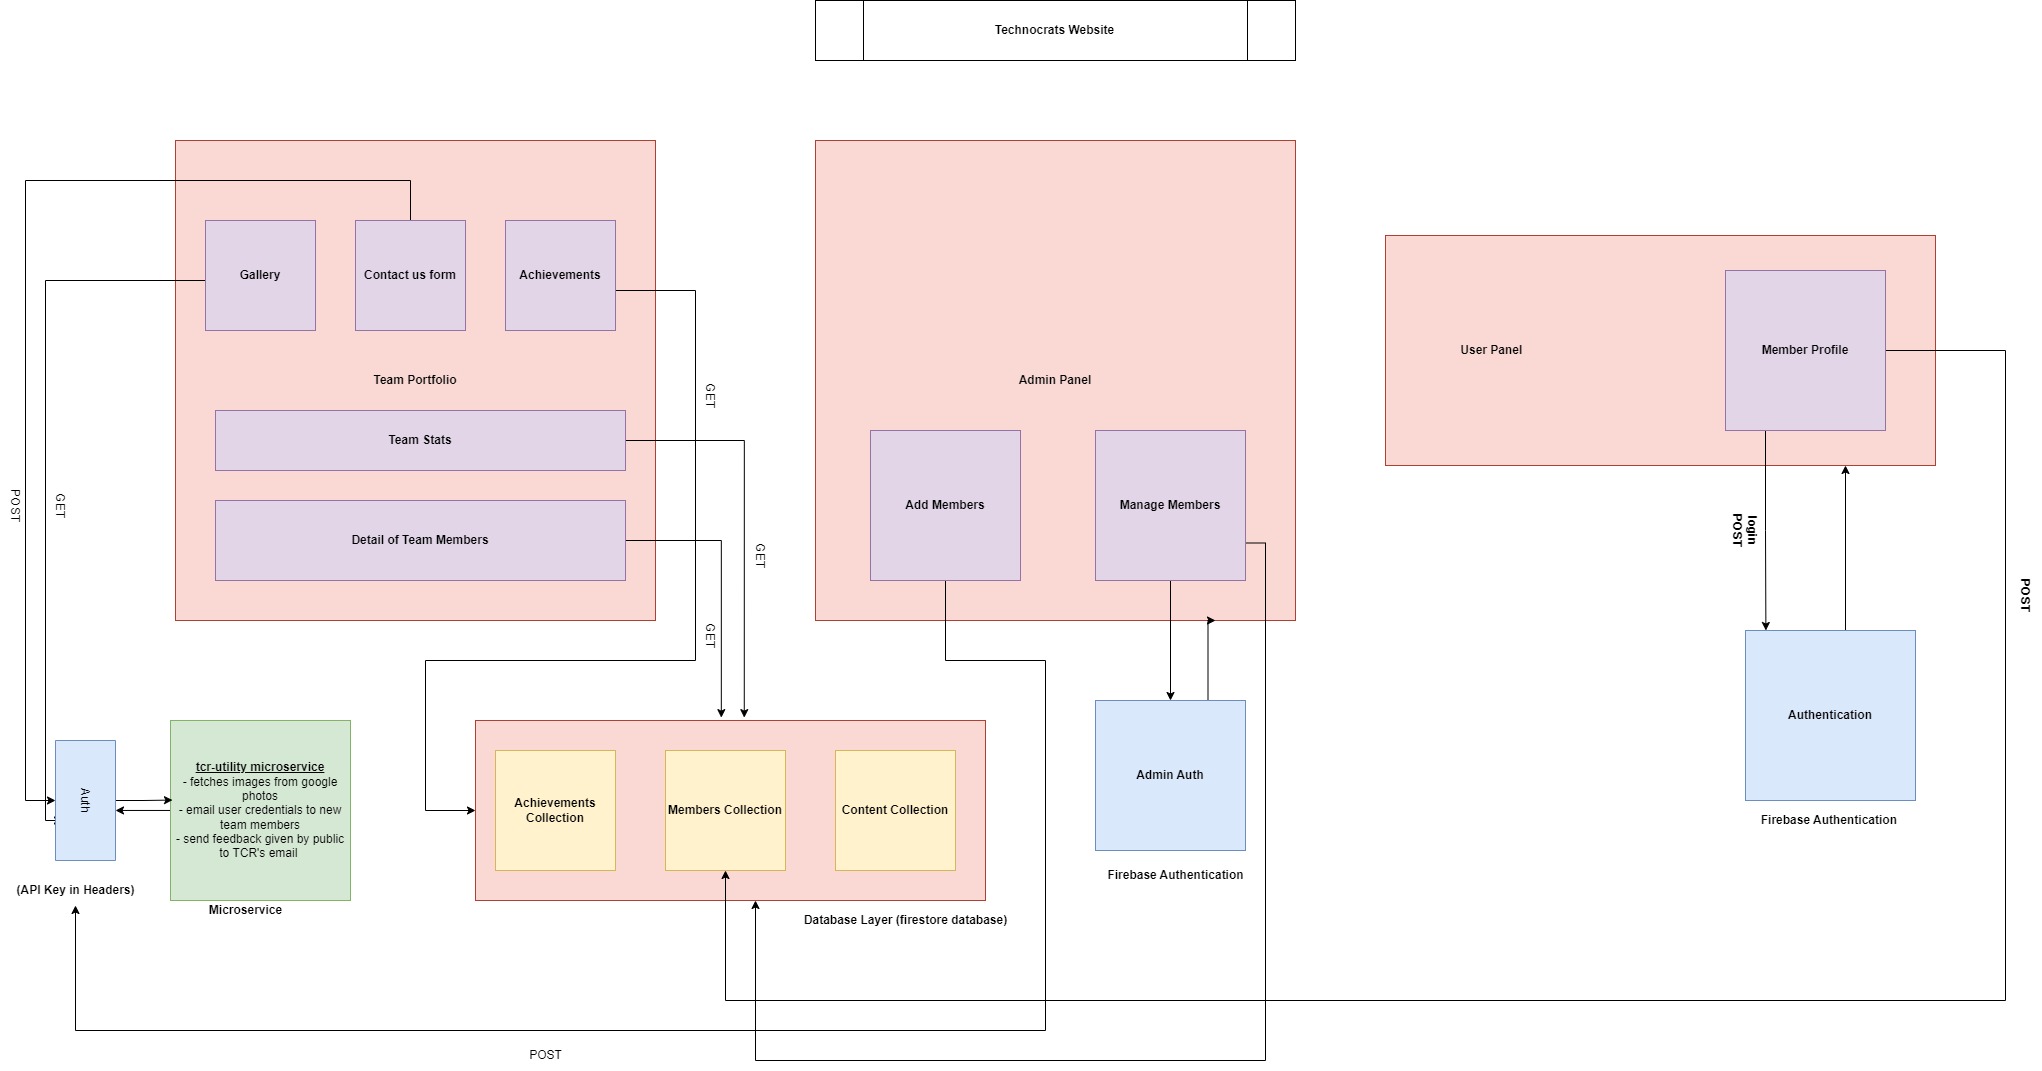 Technocrats Website
Gallery
Contact us form
Achievements
Team Portfolio
Team Stats
Detail of Team Members
POST
GET
GET
GET
GET
Admin Panel
Add Members
Manage Members
User Panel
Member Profile
login
POST
POST
Authentication
Firebase Authentication
Auth
(API Key in Headers)
tcr-utility microservice
- fetches images from google
photos
- email user credentials to new
team members
- send feedback given by public
to TCR's email
Microservice
Achievements
Collection
Members Collection
Content Collection
Database Layer (firestore database)
Admin Auth
Firebase Authentication
POST